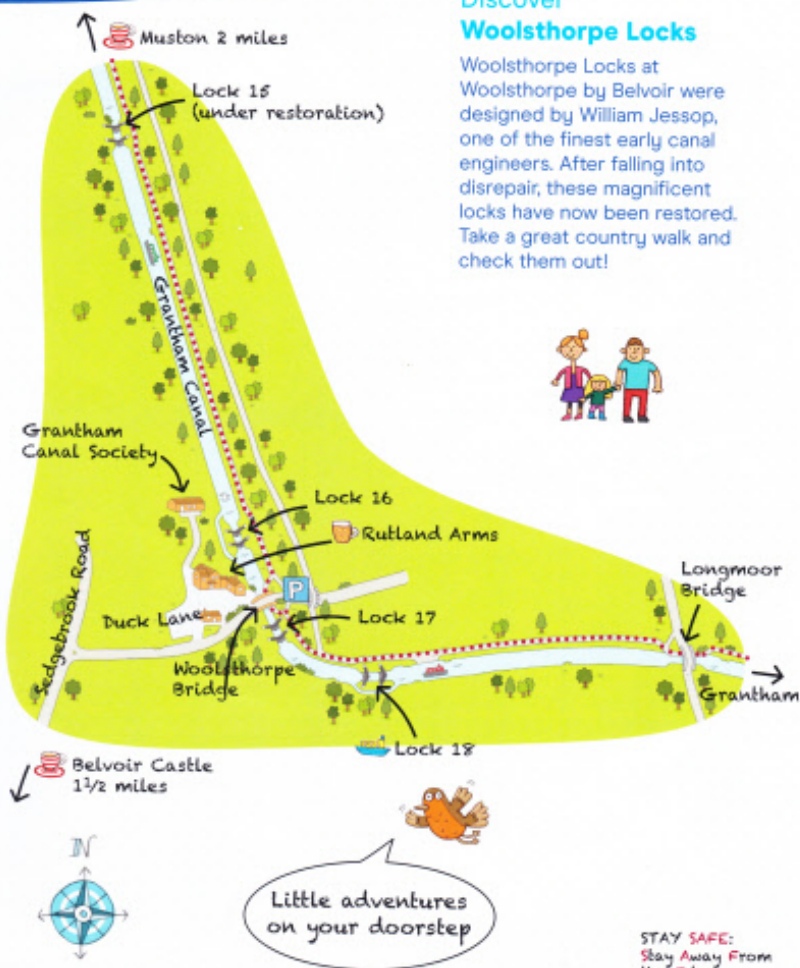 Discover
Woolsthorpe Locks
Woolsthorpe Locks at
Woolsthorpe by Belvoir were
designed by William Jessop,
one of the finest early canal
engineers. After falling into
disrepair, these magnificent
locks have now been restored.
Take a great country walk and
check them out!
Muston 2 miles
Lock 15
(under restoration)
Grantham Canal
Grantham
Canal Society
Lock 16
Rutland Arms
P
Longmoor
Bridge
Sedgebrook Road
Duck Lane
Lock 17
Woolsthorpe
Bridge
Grantham
Lock 18
Belvoir Castle
1 1/2 miles
N
Little adventures
on your doorstep
STAY SAFE:
Stay Away From